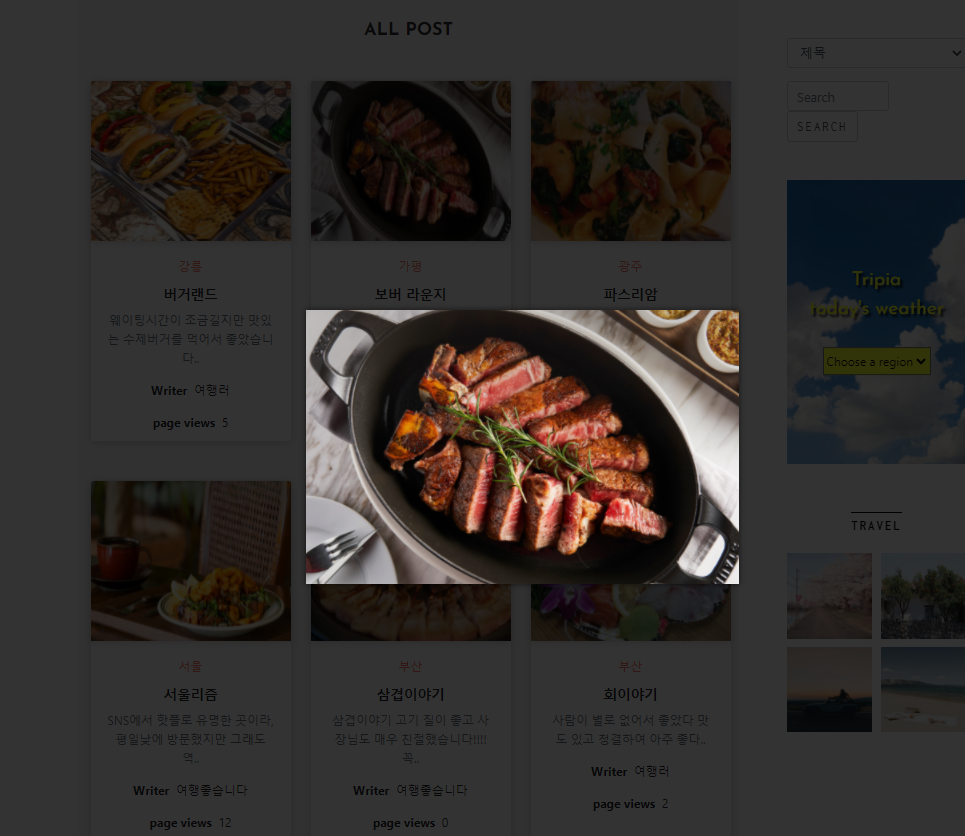 ALL POST
제목
Search
SEARCH
강릉
버거랜드
웨이팅시간이 조금길지만 맛있
는 수제버거를 먹어서 좋았습니
다..
Writer 여행러
page views 5
가평
보버 라운지
광주
파스리암
Tripia
today's weather
Choose a region
TRAVEL
서울
서울리즘
SNS에서 핫플로 유명한 곳이라,
평일낮에 방문했지만 그래도
역..
Writer 여행좋습니다
page views 12
부산
삼겹이야기
삼겹이야기 고기 질이 좋고 사
장님도 매우 친절했습니다!!!!
꼭..
Writer 여행좋습니다
page views 0
부산
회이야기
사람이 별로 없어서 좋았다 맛
도 있고 정결하여 아주 좋다..
Writer 여행러
page views 2